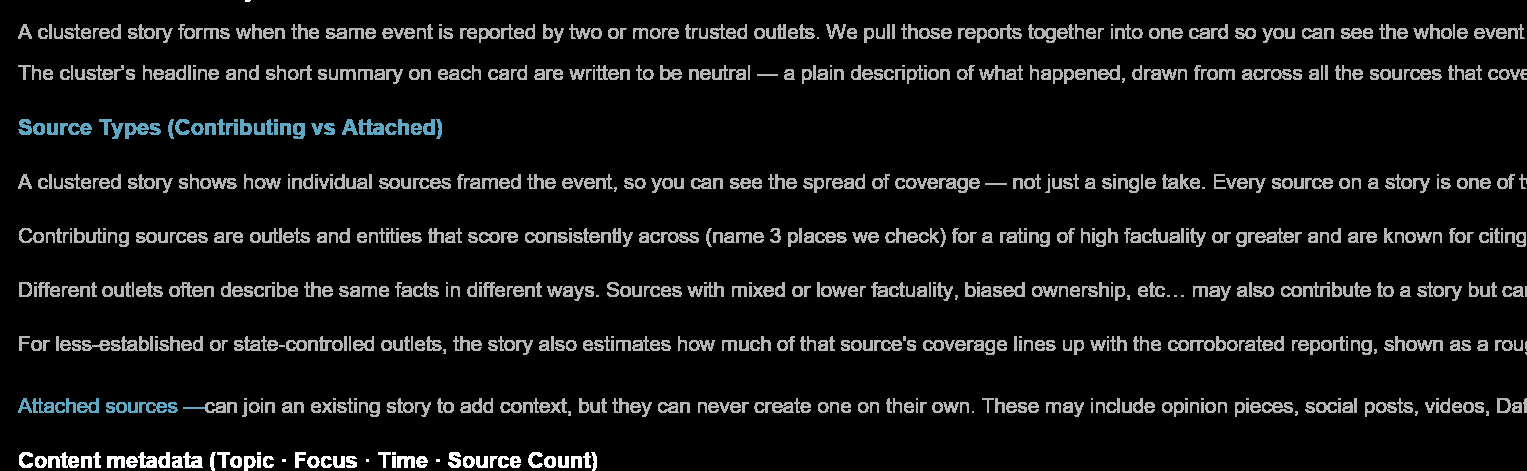 A clustered story forms when the same event is reported by two or more trusted outlets. We pull those reports together into one card so you can see the whole event
The cluster's headline and short summary on each card are written to be neutral — a plain description of what happened, drawn from across all the sources that cove
Source Types (Contributing vs Attached)
A clustered story shows how individual sources framed the event, so you can see the spread of coverage — not just a single take. Every source on a story is one of
Contributing sources are outlets and entities that score consistently across (name 3 places we check) for a rating of high factuality or greater and are known for citing
Different outlets often describe the same facts in different ways. Sources with mixed or lower factuality, biased ownership, etc… may also contribute to a story but
For less-established or state-controlled outlets, the story also estimates how much of that source's coverage lines up with the corroborated reporting, shown as a
Attached sources —can join an existing story to add context, but they can never create one on their own. These may include opinion pieces, social posts, videos,
Content metadata (Topic · Focus · Time · Source Count)